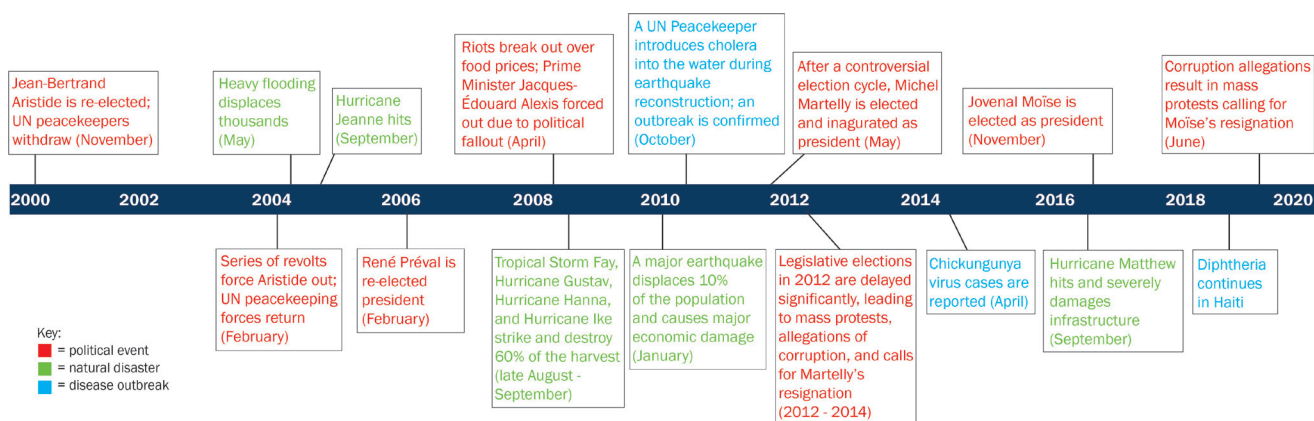 Jean-Bertrand
Aristide is re-elected;
UN peacekeepers
withdraw (November)
Heavy flooding
displaces
thousands
(May)
Hurricane
Jeanne hits
(September)
Riots break out over
food prices; Prime
Minister Jacques-
Édouard Alexis forced
out due to political
fallout (April)
A UN Peacekeeper
introduces cholera
into the water during
earthquake
reconstruction; an
outbreak is confirmed
(October)
After a controversial
election cycle, Michel
Martelly is elected
and inagurated as
president (May)
Jovenal Moïse is
elected as president
(November)
Corruption allegations
result in mass
protests calling for
Moïse's resignation
(June)
2000 2002 2004 2006 2008 2010 2012 2014 2016 2018 2020
Series of revolts
force Aristide out;
UN peacekeeping
forces return
(February)
René Préval is
re-elected
president
(February)
Tropical Storm Fay,
Hurricane Gustav,
Hurricane Hanna,
and Hurricane Ike
strike and destroy
60% of the harvest
(late August -
September)
A major earthquake
displaces 10%
of the population
and causes major
economic damage
(January)
Legislative elections
in 2012 are delayed
significantly, leading
to mass protests,
allegations of
corruption, and calls
for Martelly's
resignation
(2012 - 2014)
Chickungunya
virus cases are
reported (April)
Hurricane Matthew
hits and severely
damages
infrastructure
(September)
Diphtheria
continues
in Haiti
Key:
= political event
= natural disaster
= disease outbreak